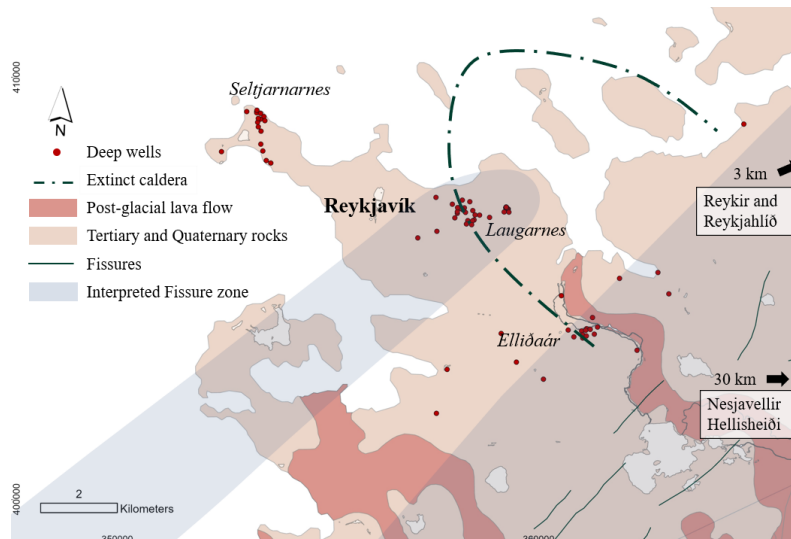 410000
Seltjarnarnes
N
Deep wells
Extinct caldera
Post-glacial lava flow
Tertiary and Quaternary rocks
Fissures
Interpreted Fissure zone
Reykjavík
Laugarnes
3 km
Reykir and
Reykjahlíð
Elliðaár
30 km
Nesjavellir
Hellisheiði
400000
2
Kilometers
350000
360000